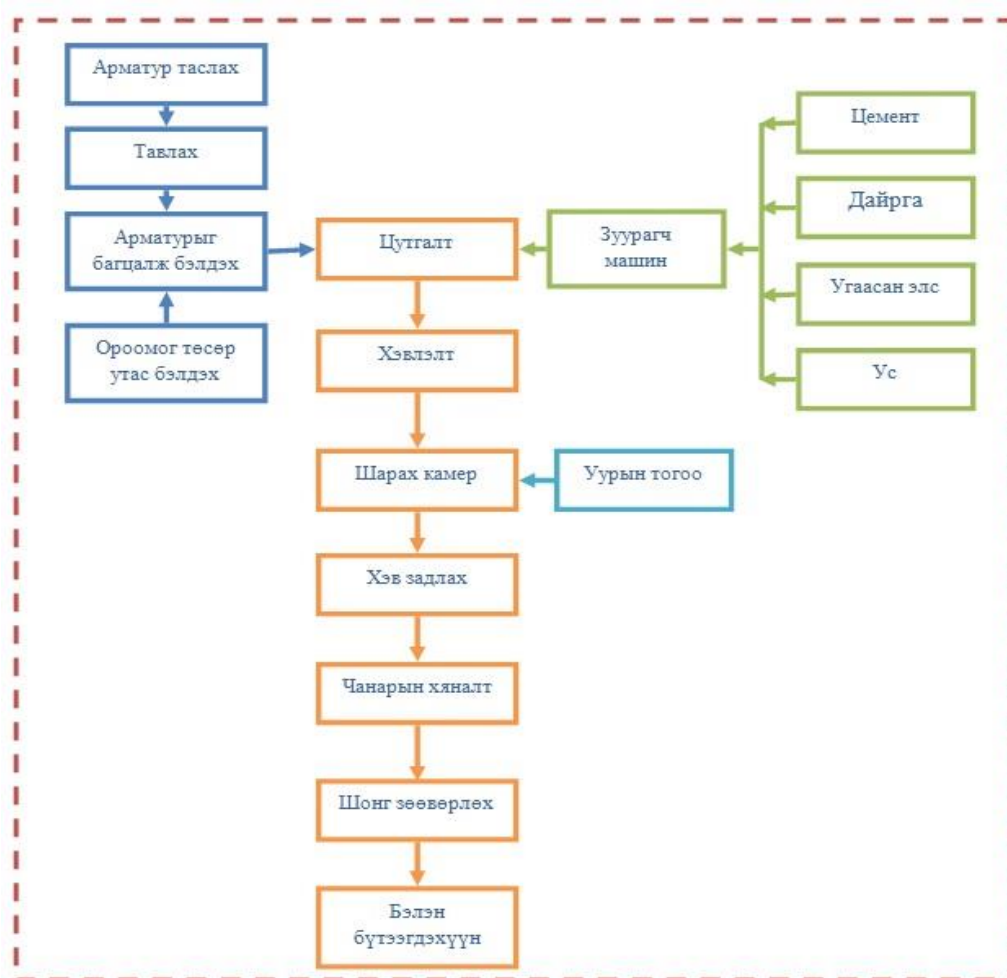 Арматур таслах
Тавлах
Арматурыг
багцалж бэлдэх
Ороомог төсөр
утас бэлдэх
Цутгалт
Зуурагч
машин
Цемент
Дайрга
Угаасан элс
Ус
Хэвлэлт
Шарах камер
Уурын тогоо
Хэв задлах
Чанарын хяналт
Шонг зөөвөрлөх
Бэлэн
бүтээгдэхүүн